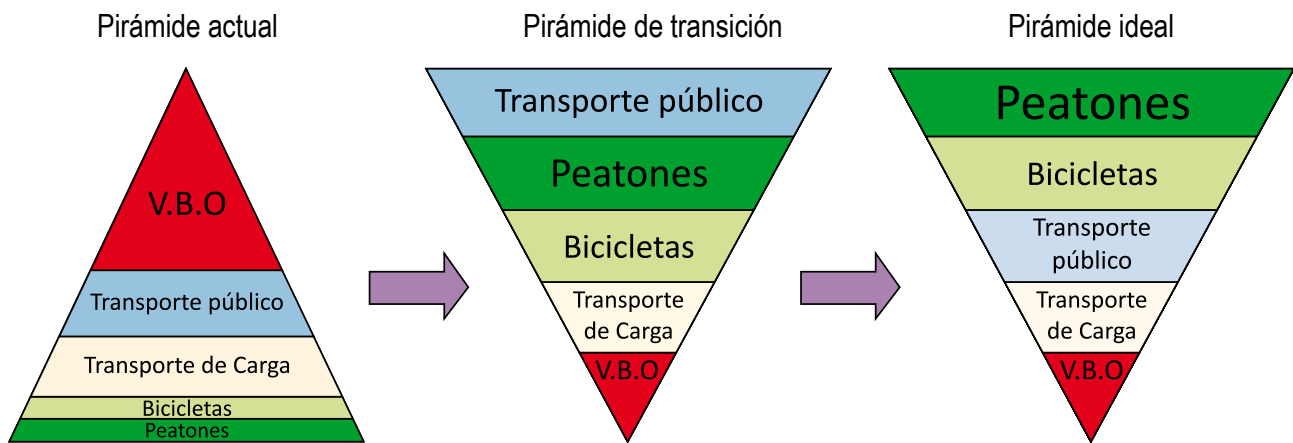 Pirámide actual
V.B.O
Transporte público
Transporte de Carga
Bicicletas
Peatones
Pirámide de transición
Transporte público
Peatones
Bicicletas
Transporte
de Carga
V.B.O
Pirámide ideal
Peatones
Bicicletas
Transporte
público
Transporte
de Carga
V.B.O